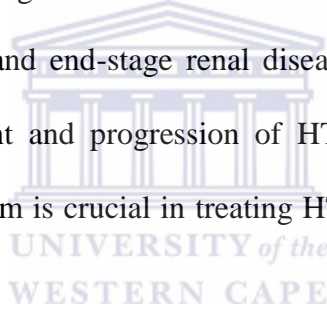 and end-stage renal disea
nt and progression of HT
m is crucial in treating HT
UNIVERSITY of the
WESTERN CAPE